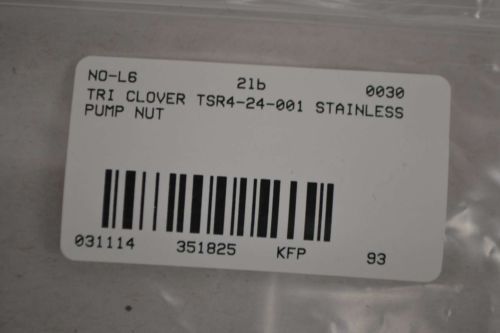 NO-L6 21b 0030
TRI CLOVER TSR4-24-001 STAINLESS
PUMP NUT
031114 351825 KFP 93